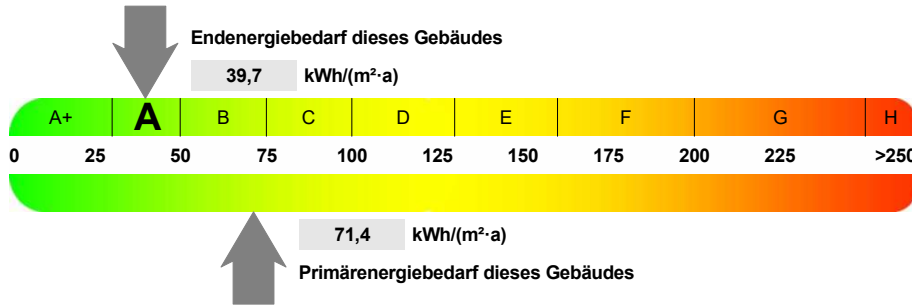 Endenergiebedarf dieses Gebäudes
39,7 kWh/(m²·a)
A+ A B C D E F G H
0 25 50 75 100 125 150 175 200 225 >250
71,4 kWh/(m²·a)
Primärenergiebedarf dieses Gebäudes